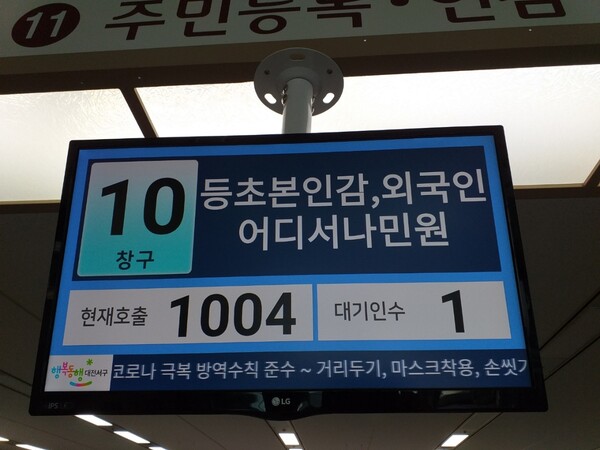 ⑪ 주민등록·인감
10
창구
등초본인감,외국인
어디서나민원
현재호출 1004
대기인수 1
행복동행 대전서구
코로나 극복 방역수칙 준수 ~ 거리두기, 마스크착용, 손씻기
IPS
LG